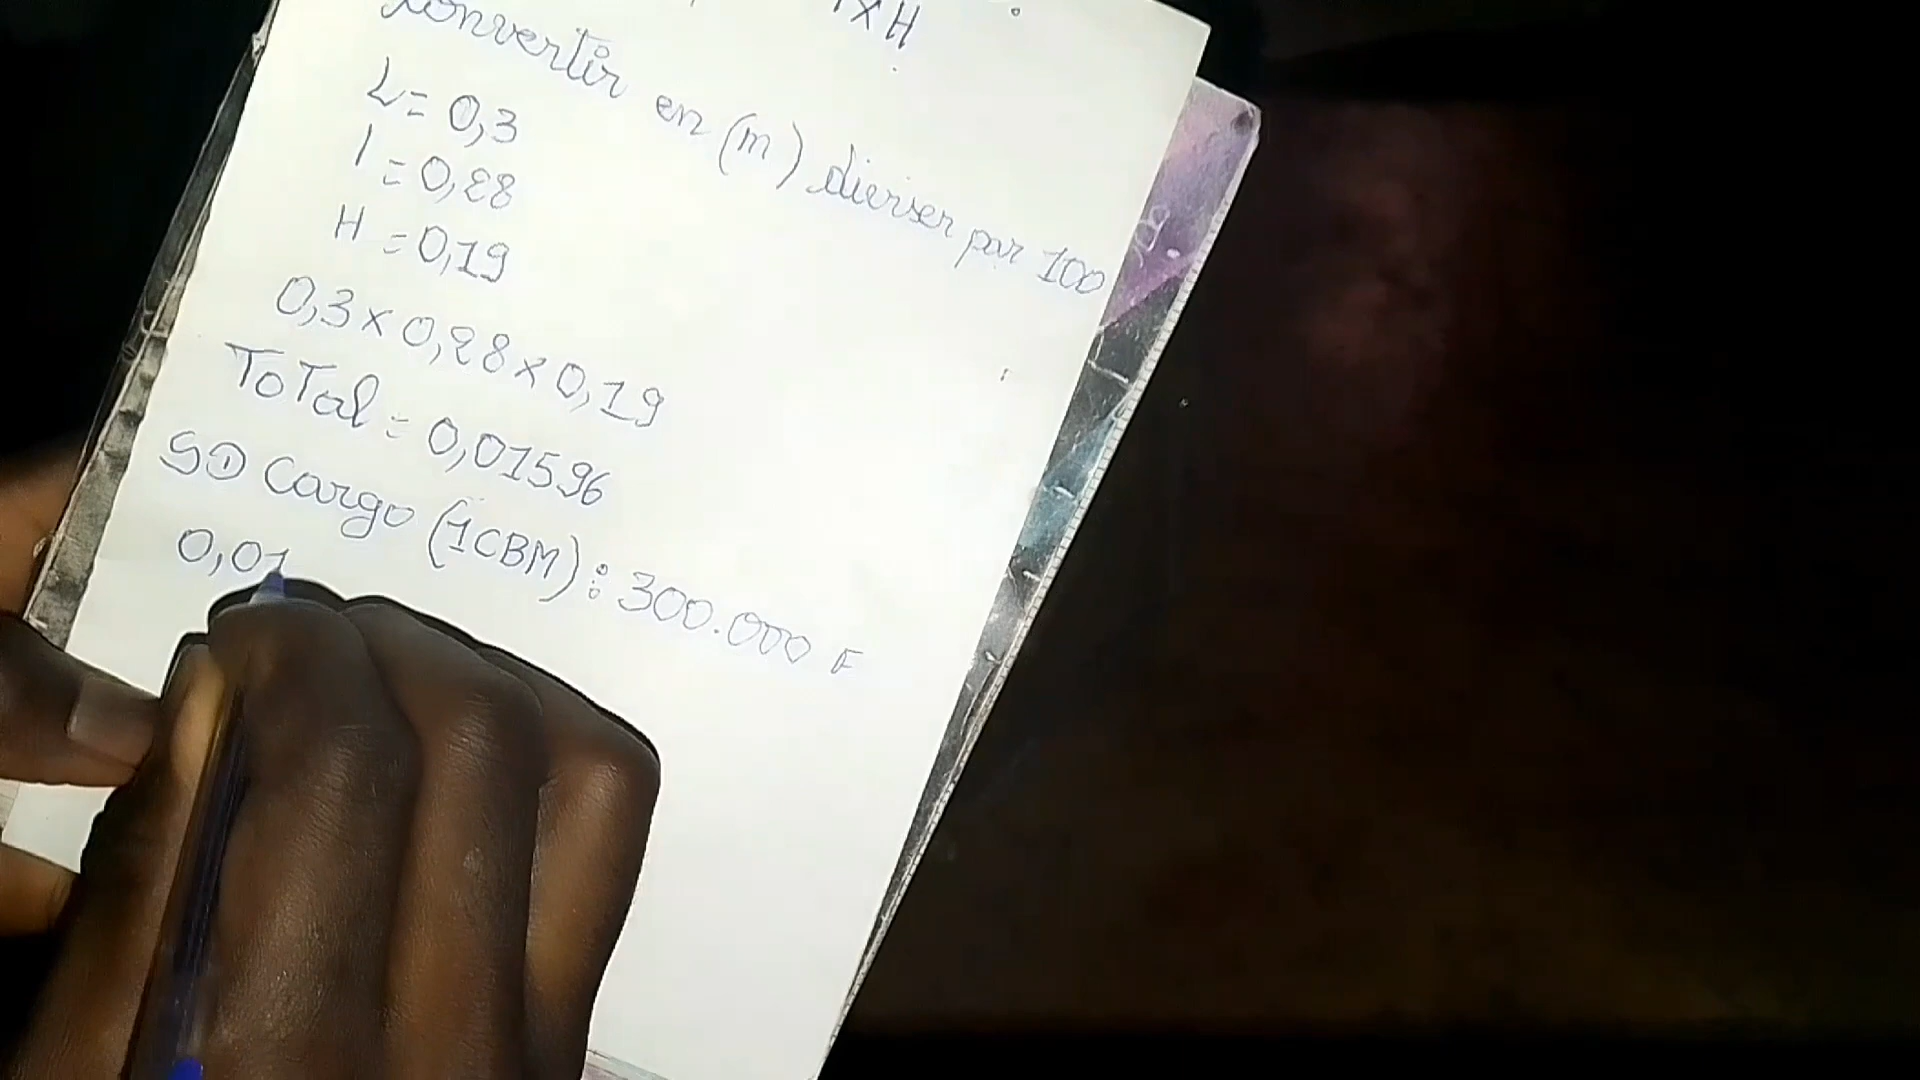 1 x H
convertir en (m) diviser par 100
L = 0,3
l = 0,28
H = 0,19
0,3 x 0,28 x 0,19
ToTal = 0,01596
SD Cargo (1CBM) : 300.000 F
0,01